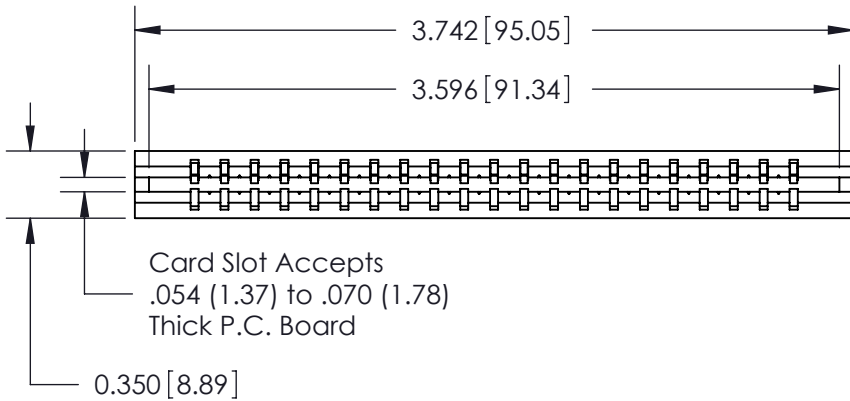 3.742 [95.05]
3.596 [91.34]
Card Slot Accepts
.054 (1.37) to .070 (1.78)
Thick P.C. Board
0.350 [8.89]